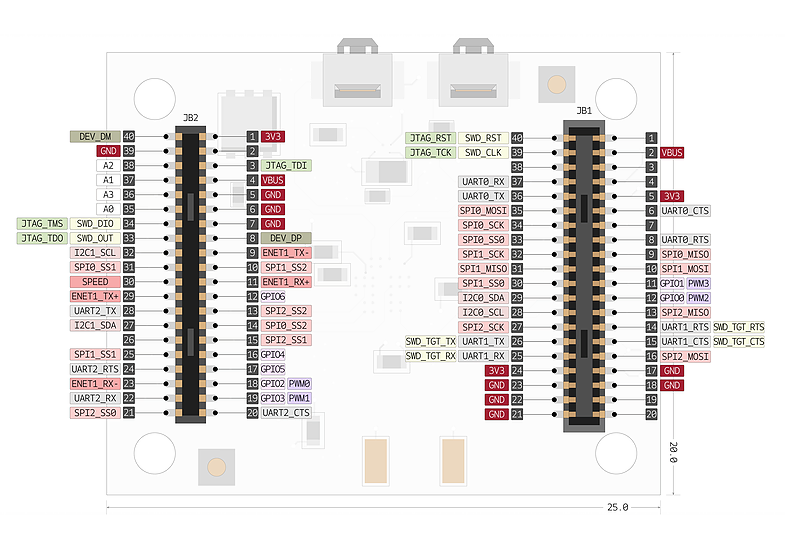 JB2
JB1
DEV_DM 40 1 3V3
GND 39 2
A2 38 3 JTAG_TDI
A1 37 4 VBUS
A3 36 5 GND
A0 35 6 GND
JTAG_TMS SWD_DIO 34 7 GND
JTAG_TDO SWD_OUT 33 8 DEV_DP
I2C1_SCL 32 9 ENET1_TX-
SPI0_SS1 31 10 SPI1_SS2
SPEED 30 11 ENET1_RX+
ENET1_TX+ 29 12 GPIO6
UART2_TX 28 13 SPI2_SS2
I2C1_SDA 27 14 SPI0_SS2
26 15 SPI2_SS1
SPI1_SS1 25 16 GPIO4
UART2_RTS 24 17 GPIO5
ENET1_RX- 23 18 GPIO2 PWM0
UART2_RX 22 19 GPIO3 PWM1
SPI2_SS0 21 20 UART2_CTS
JTAG_RST SWD_RST 40 1
JTAG_TCK SWD_CLK 39 2 VBUS
38 3
UART0_RX 37 4
UART0_TX 36 5 3V3
SPI0_MOSI 35 6 UART0_CTS
SPI0_SCK 34 7
SPI0_SS0 33 8 UART0_RTS
SPI1_SCK 32 9 SPI0_MISO
SPI1_MISO 31 10 SPI1_MOSI
SPI1_SS0 30 11 GPIO1 PWM3
I2C0_SDA 29 12 GPIO0 PWM2
I2C0_SCL 28 13 SPI2_MISO
SPI2_SCK 27 14 UART1_RTS SWD_TGT_RTS
SWD_TGT_TX UART1_TX 26 15 UART1_CTS SWD_TGT_CTS
SWD_TGT_RX UART1_RX 25 16 SPI2_MOSI
3V3 24 17 GND
GND 23 18 GND
GND 22 19
GND 21 20
20.0
25.0